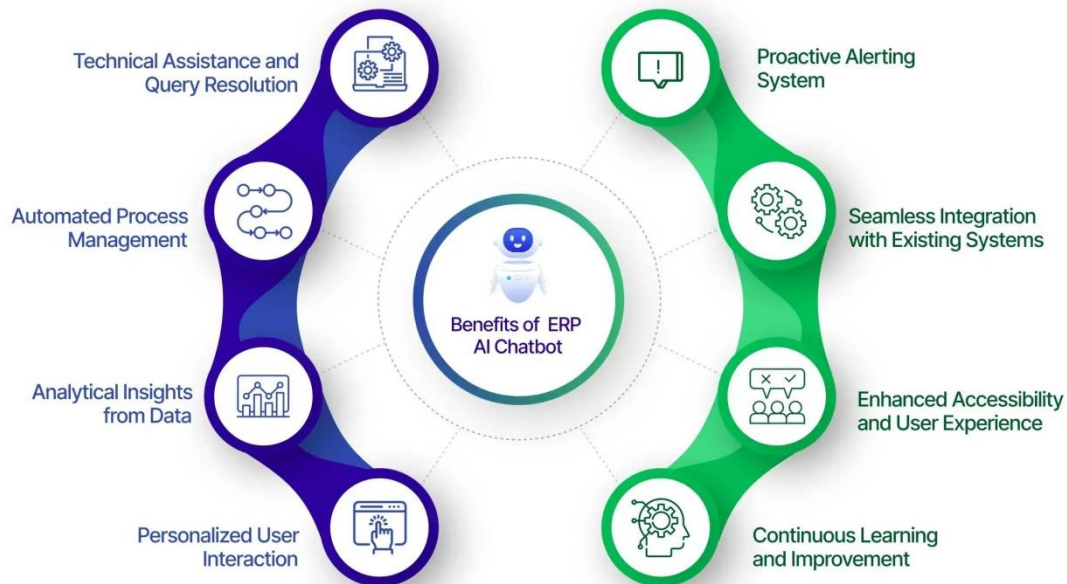 Technical Assistance and
Query Resolution
Automated Process
Management
Analytical Insights
from Data
Personalized User
Interaction
Benefits of ERP
AI Chatbot
Proactive Alerting
System
Seamless Integration
with Existing Systems
Enhanced Accessibility
and User Experience
Continuous Learning
and Improvement